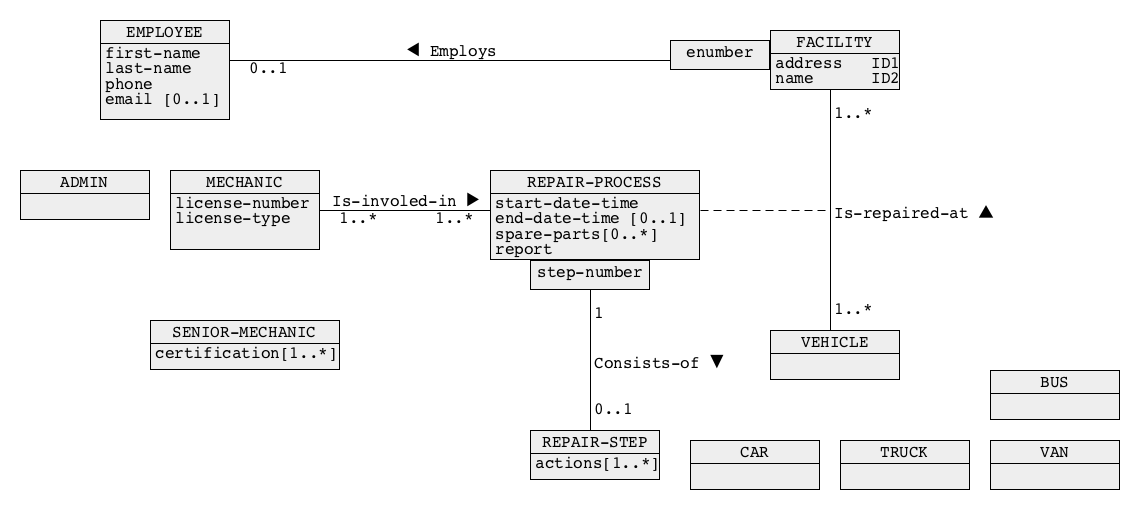 EMPLOYEE
first-name
last-name
phone
email [0..1]
◀ Employs
0..1
enumber
FACILITY
address ID1
name ID2
1..*
ADMIN
MECHANIC
license-number
license-type
Is-involed-in ▶
1..* 1..*
REPAIR-PROCESS
start-date-time
end-date-time [0..1]
spare-parts[0..*]
report
step-number
Is-repaired-at ▲
1..*
SENIOR-MECHANIC
certification[1..*]
1
Consists-of ▼
0..1
VEHICLE
REPAIR-STEP
actions[1..*]
CAR
TRUCK
BUS
VAN